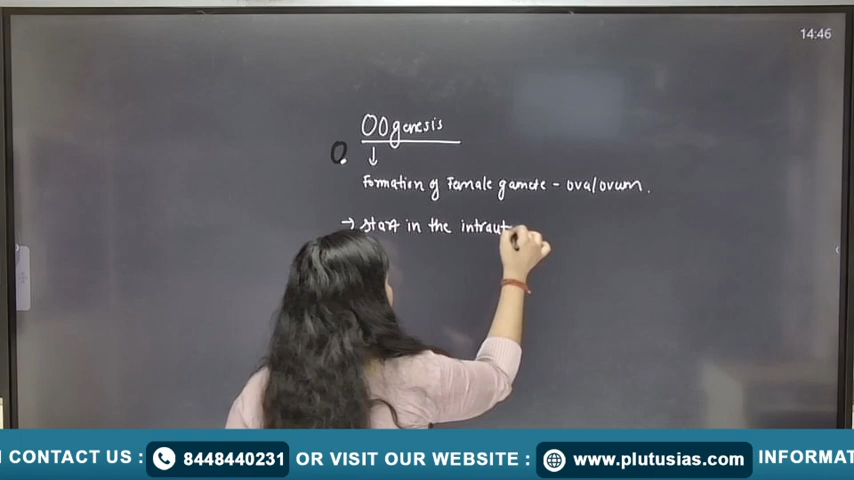 14:46
OOgenesis
↓
Formation of Female gamete - ova/ovum.
→ Start in the intraut
CONTACT US : 8448440231 OR VISIT OUR WEBSITE : www.plutusias.com INFORMAT